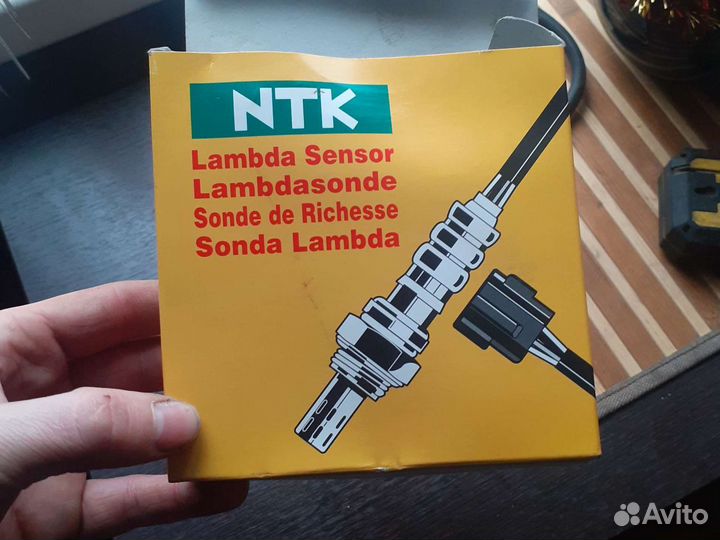 NTK
Lambda Sensor
Lambdasonde
Sonde de Richesse
Sonda Lambda
Avito